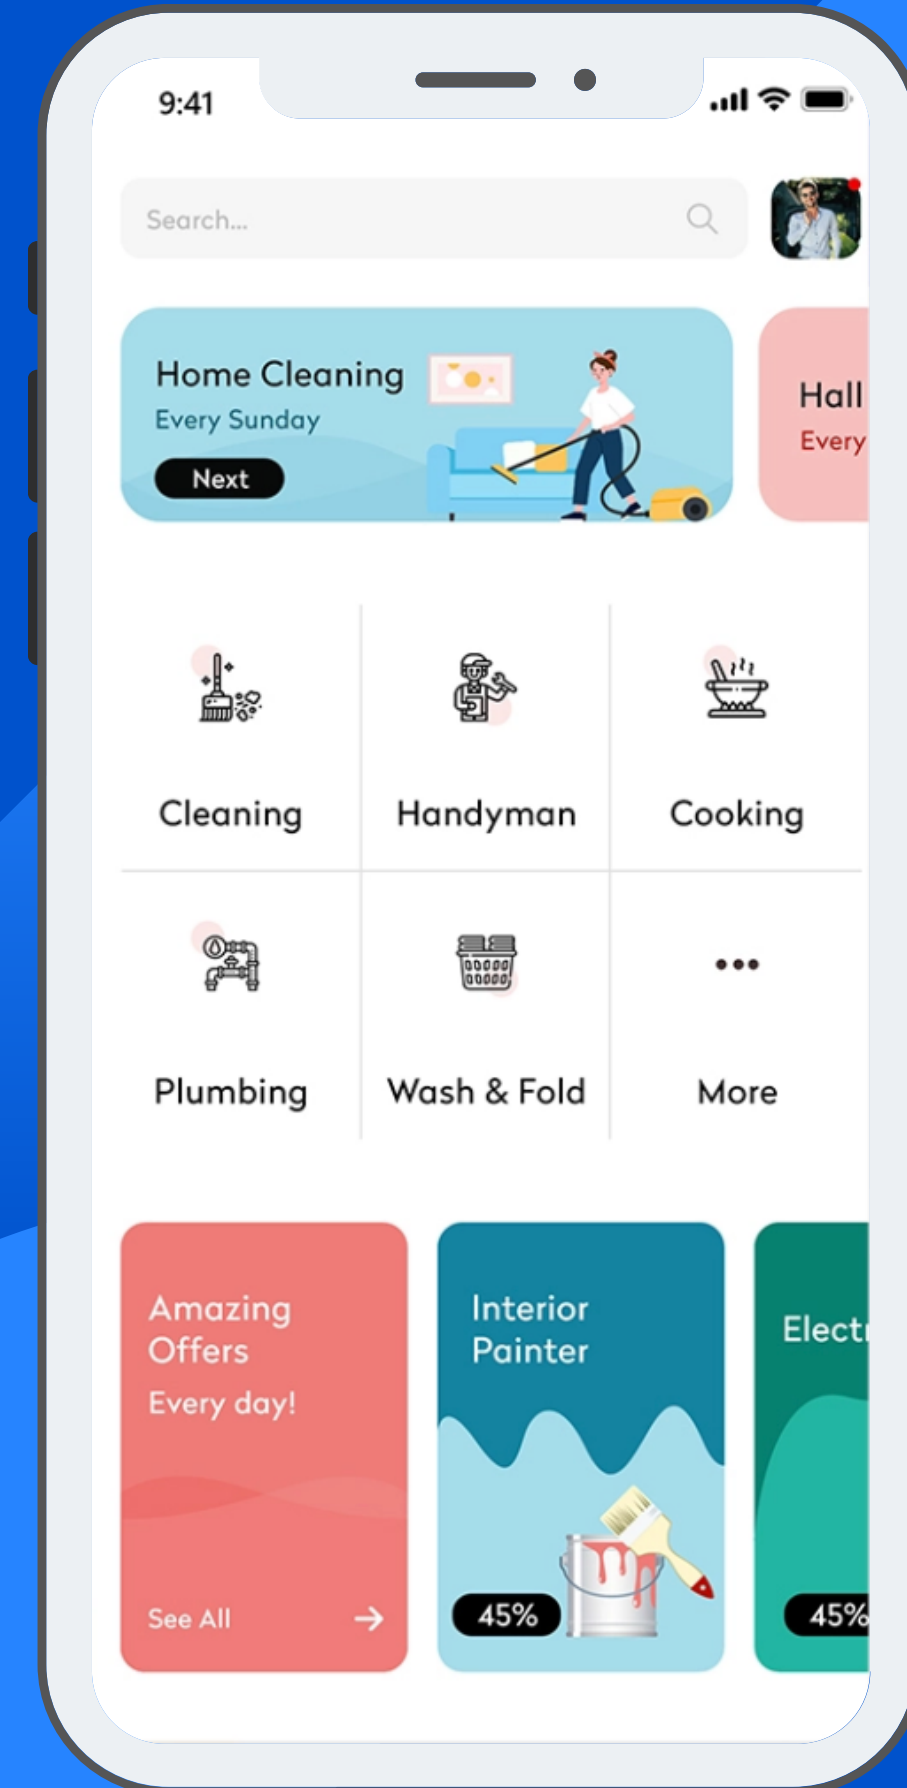 9:41
Search...
Home Cleaning
Every Sunday
Next
Hall
Every
Cleaning
Handyman
Cooking
Plumbing
Wash & Fold
More
Amazing
Offers
Every day!
See All
Interior
Painter
45%
Elect
45%